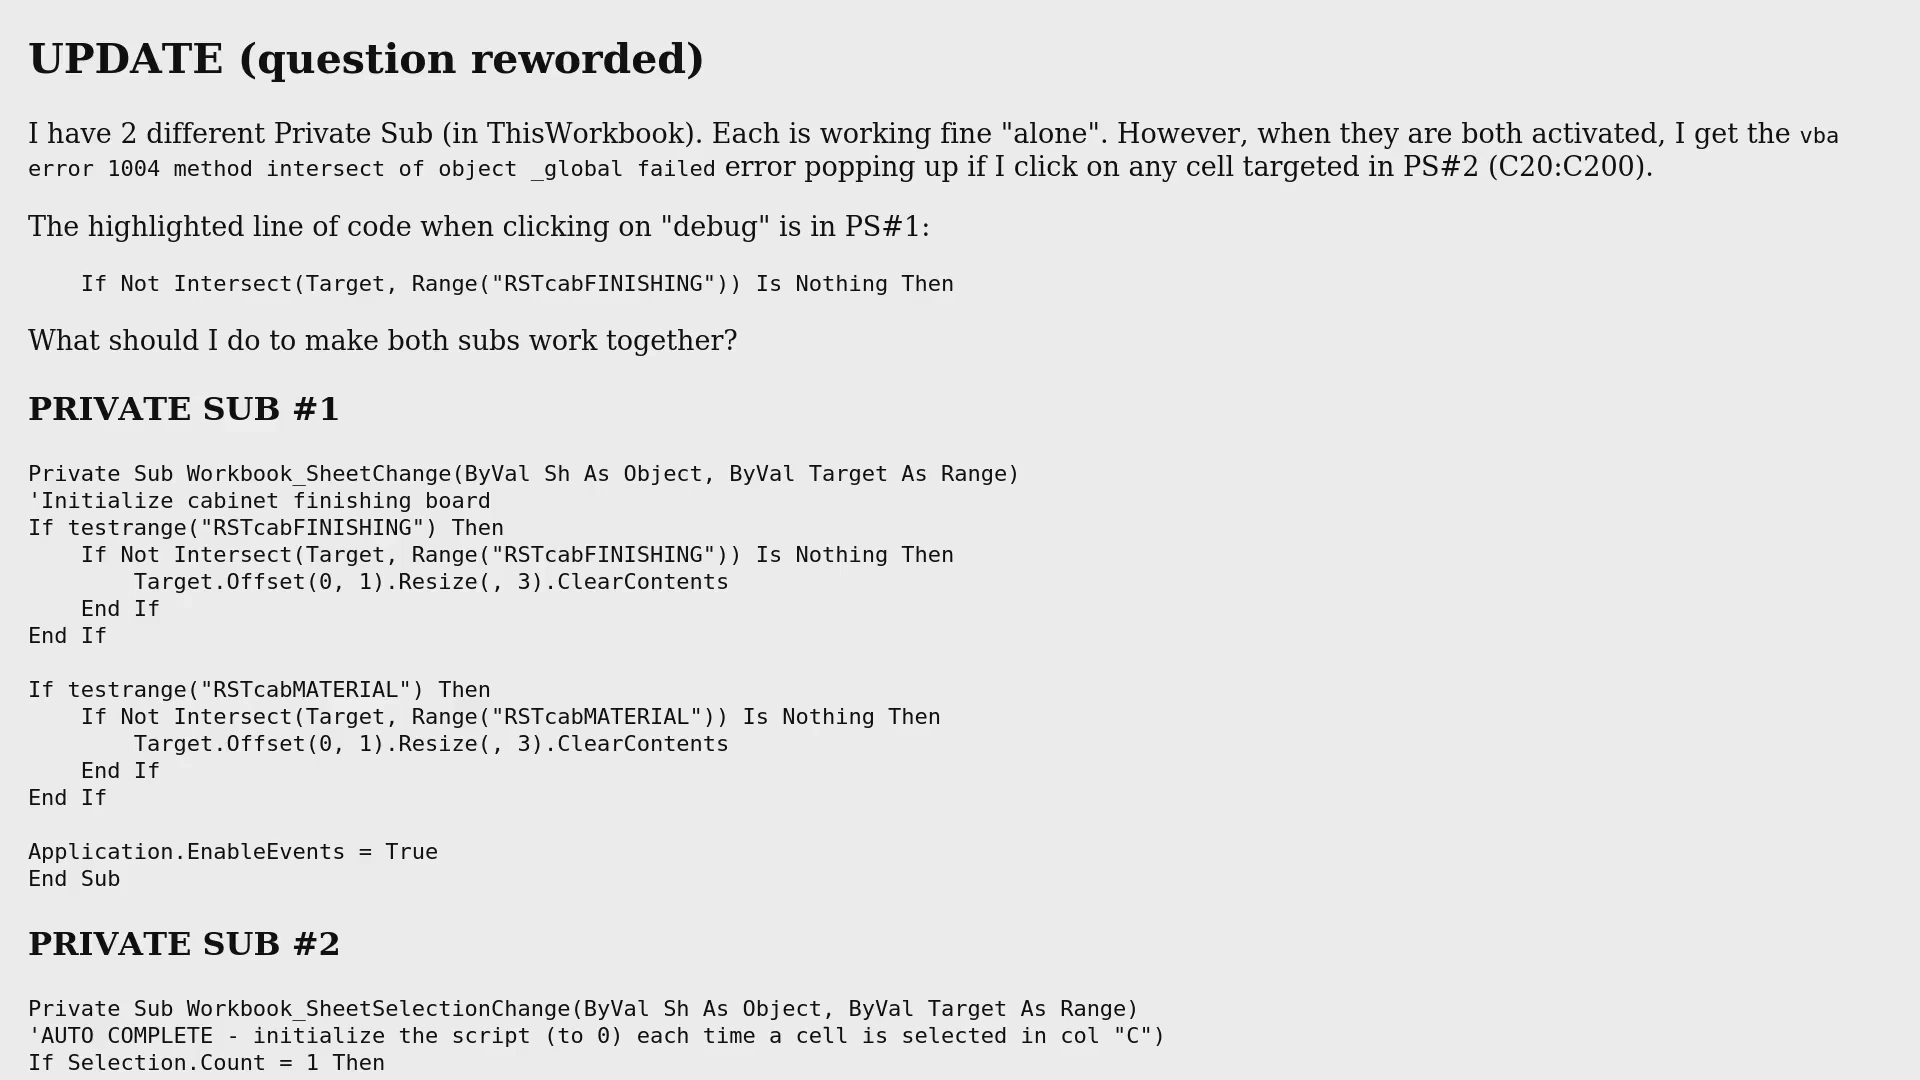 UPDATE (question reworded)
I have 2 different Private Sub (in ThisWorkbook). Each is working fine "alone". However, when they are both activated, I get the vba
error 1004 method intersect of object _global failed error popping up if I click on any cell targeted in PS#2 (C20:C200).
The highlighted line of code when clicking on "debug" is in PS#1:
    If Not Intersect(Target, Range("RSTcabFINISHING")) Is Nothing Then
What should I do to make both subs work together?
PRIVATE SUB #1
Private Sub Workbook_SheetChange(ByVal Sh As Object, ByVal Target As Range)
'Initialize cabinet finishing board
If testrange("RSTcabFINISHING") Then
    If Not Intersect(Target, Range("RSTcabFINISHING")) Is Nothing Then
        Target.Offset(0, 1).Resize(, 3).ClearContents
    End If
End If
If testrange("RSTcabMATERIAL") Then
    If Not Intersect(Target, Range("RSTcabMATERIAL")) Is Nothing Then
        Target.Offset(0, 1).Resize(, 3).ClearContents
    End If
End If
Application.EnableEvents = True
End Sub
PRIVATE SUB #2
Private Sub Workbook_SheetSelectionChange(ByVal Sh As Object, ByVal Target As Range)
'AUTO COMPLETE - initialize the script (to 0) each time a cell is selected in col "C")
If Selection.Count = 1 Then